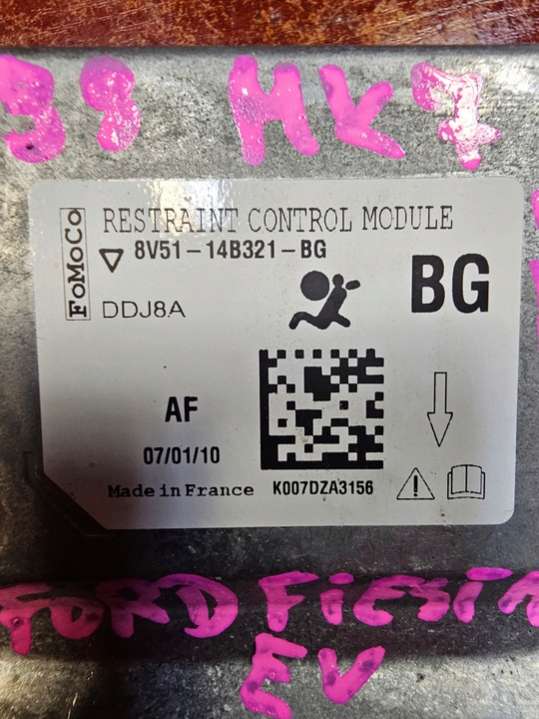 99 MK7
FoMoCo
RESTRAINT CONTROL MODULE
8V51-14B321-BG
BG
DDJ8A
AF
07/01/10
Made in France
K007DZA3156
FORD FIESTA
EV